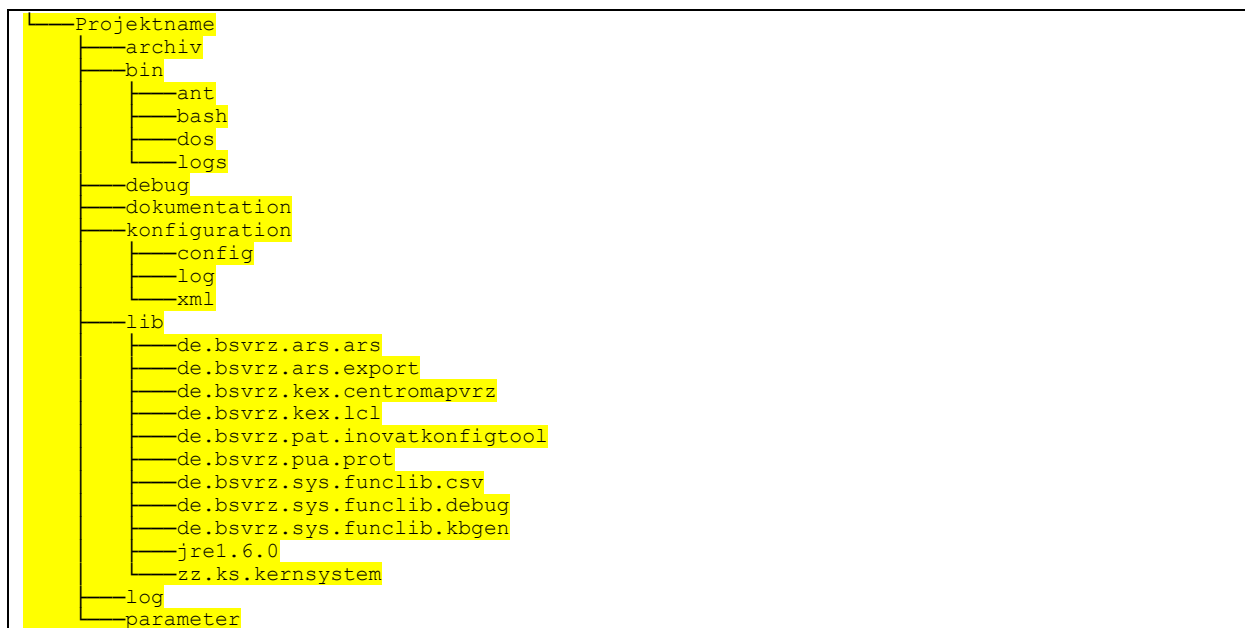 └───Projektname
    ├───archiv
    ├───bin
    │   ├───ant
    │   ├───bash
    │   ├───dos
    │   └───logs
    ├───debug
    ├───dokumentation
    ├───konfiguration
    │   ├───config
    │   ├───log
    │   └───xml
    ├───lib
    │   ├───de.bsvrz.ars.ars
    │   ├───de.bsvrz.ars.export
    │   ├───de.bsvrz.kex.centromapvrz
    │   ├───de.bsvrz.kex.lcl
    │   ├───de.bsvrz.pat.inovatkonfigtool
    │   ├───de.bsvrz.pua.prot
    │   ├───de.bsvrz.sys.funclib.csv
    │   ├───de.bsvrz.sys.funclib.debug
    │   ├───de.bsvrz.sys.funclib.kbgen
    │   ├───jre1.6.0
    │   └───zz.ks.kernsystem
    ├───log
    └───parameter